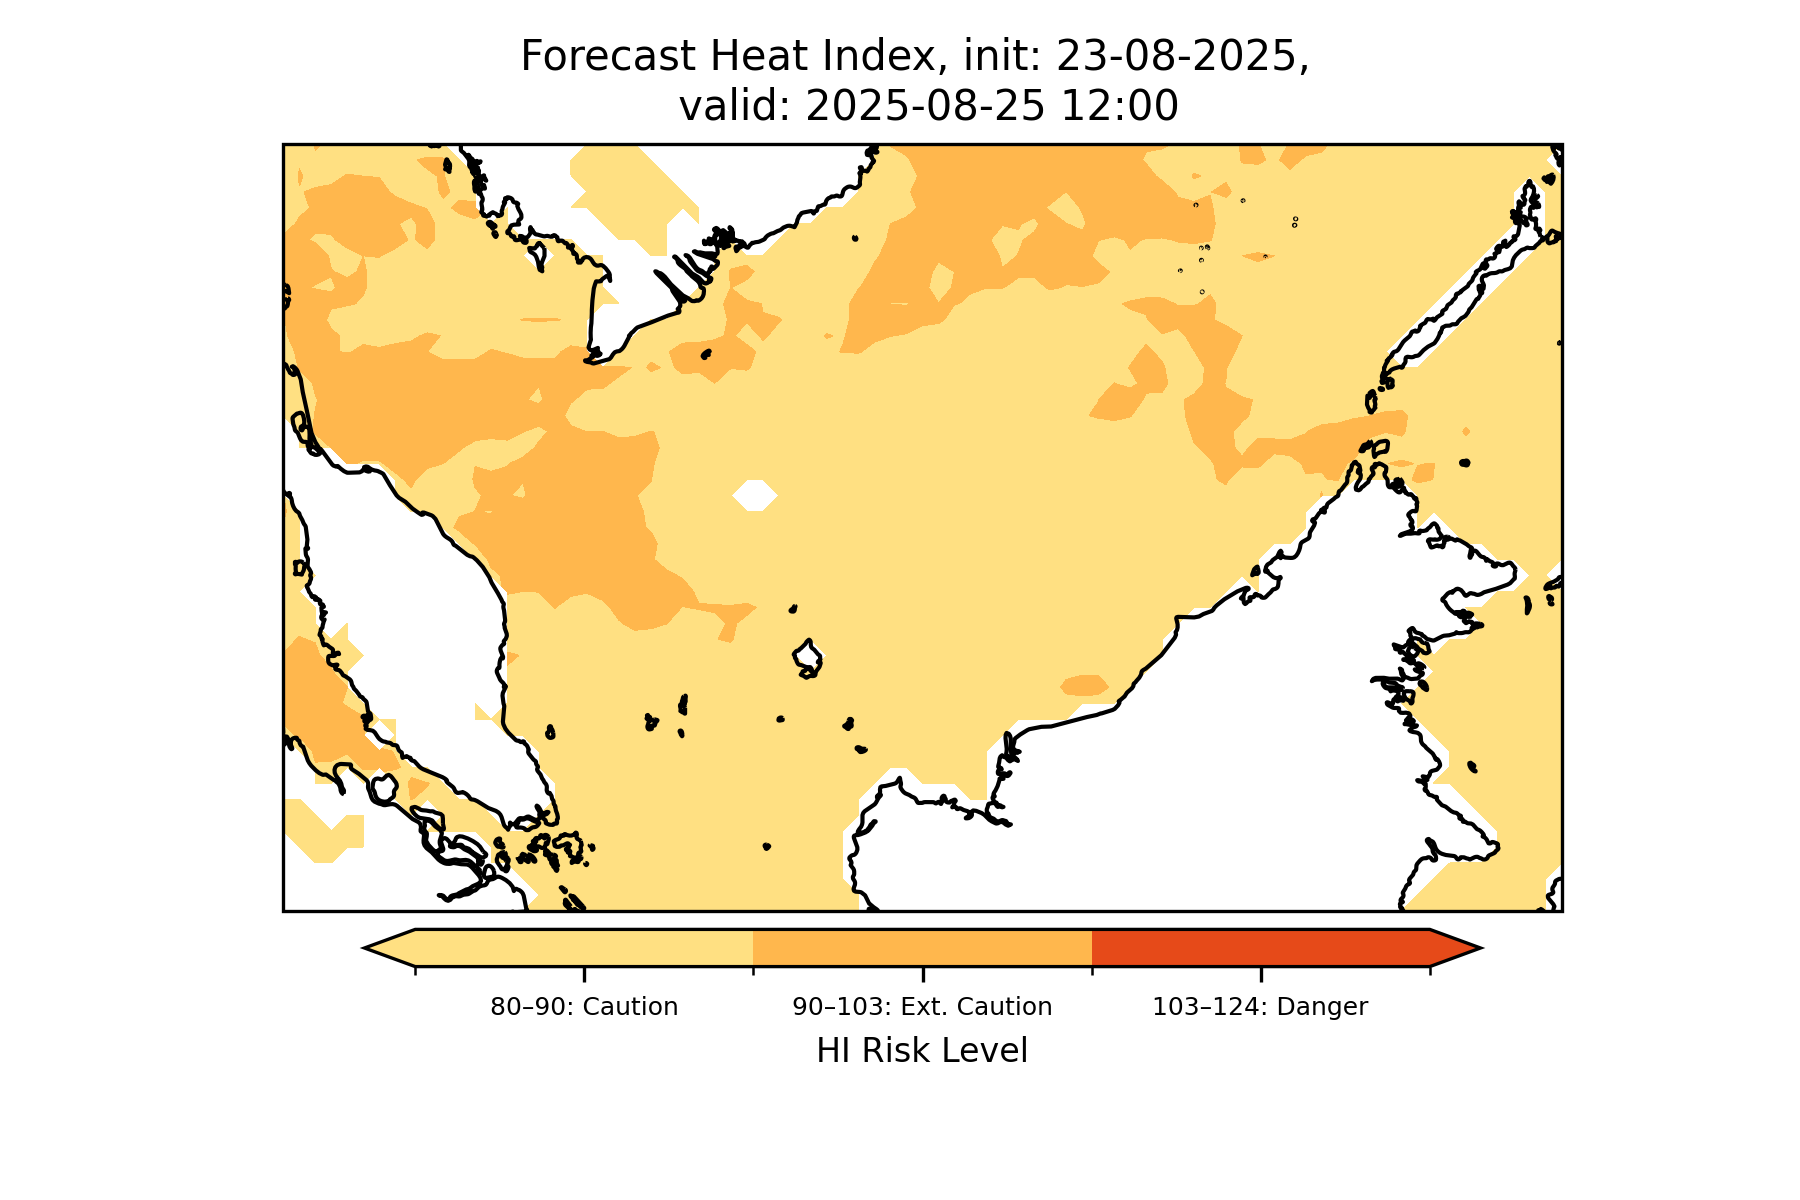 Forecast Heat Index, init: 23-08-2025,
valid: 2025-08-25 12:00
80–90: Caution
90–103: Ext. Caution
103–124: Danger
HI Risk Level